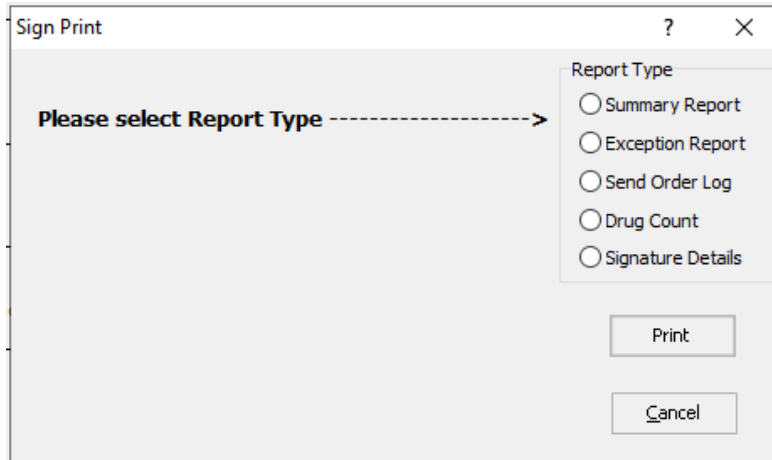 Sign Print ? X
Report Type
Please select Report Type -------------------->
Summary Report
Exception Report
Send Order Log
Drug Count
Signature Details
Print
Cancel